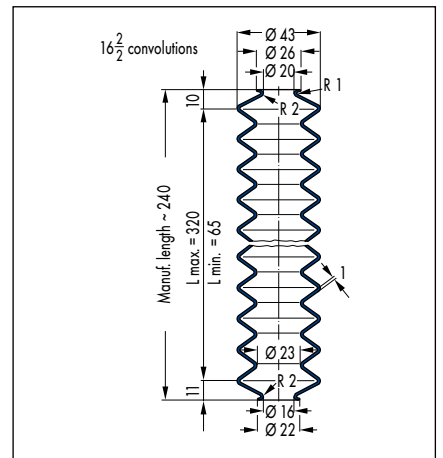 Ø 43
16 2/2 convolutions
Ø 26
Ø 20
R 1
10
R 2
Manuf. length ~ 240
L max. = 320
L min. = 65
1
Ø 23
11
R 2
Ø 16
Ø 22